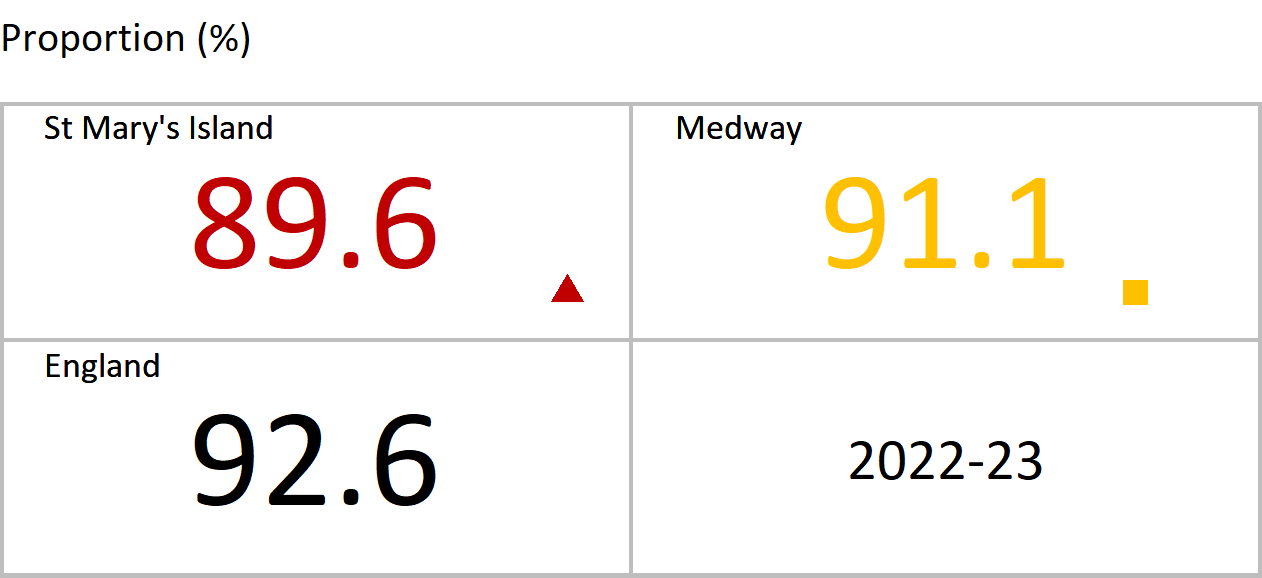 Proportion (%)
St Mary's Island
89.6
Medway
91.1
England
92.6
2022-23